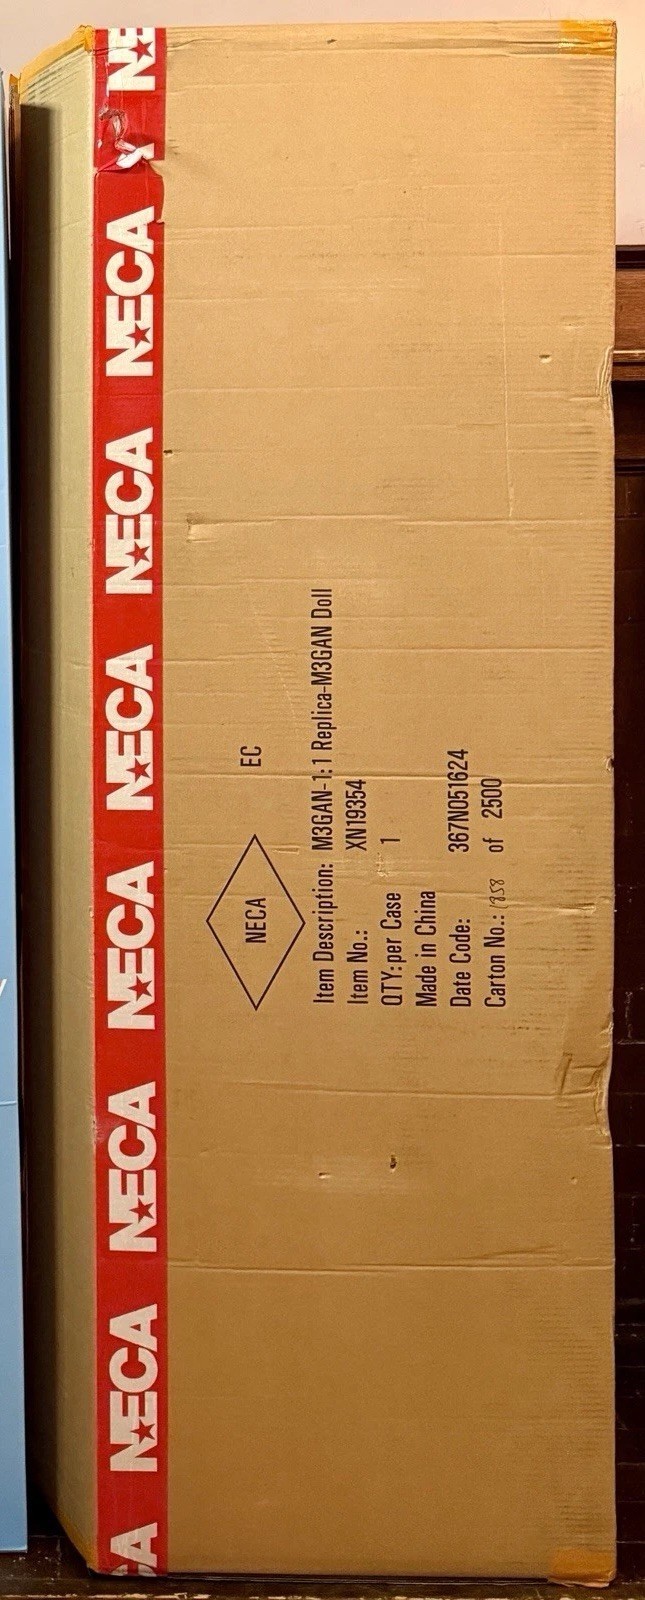 NECA
NECA
NECA
NECA
NECA
NECA
NECA
NECA
NECA EC
Item Description: M3GAN-1:1 Replica-M3GAN Doll
Item No.: XN19354
QTY:per Case 1
Made in China
Date Code: 367N051624
Carton No.: 1858 of 2500